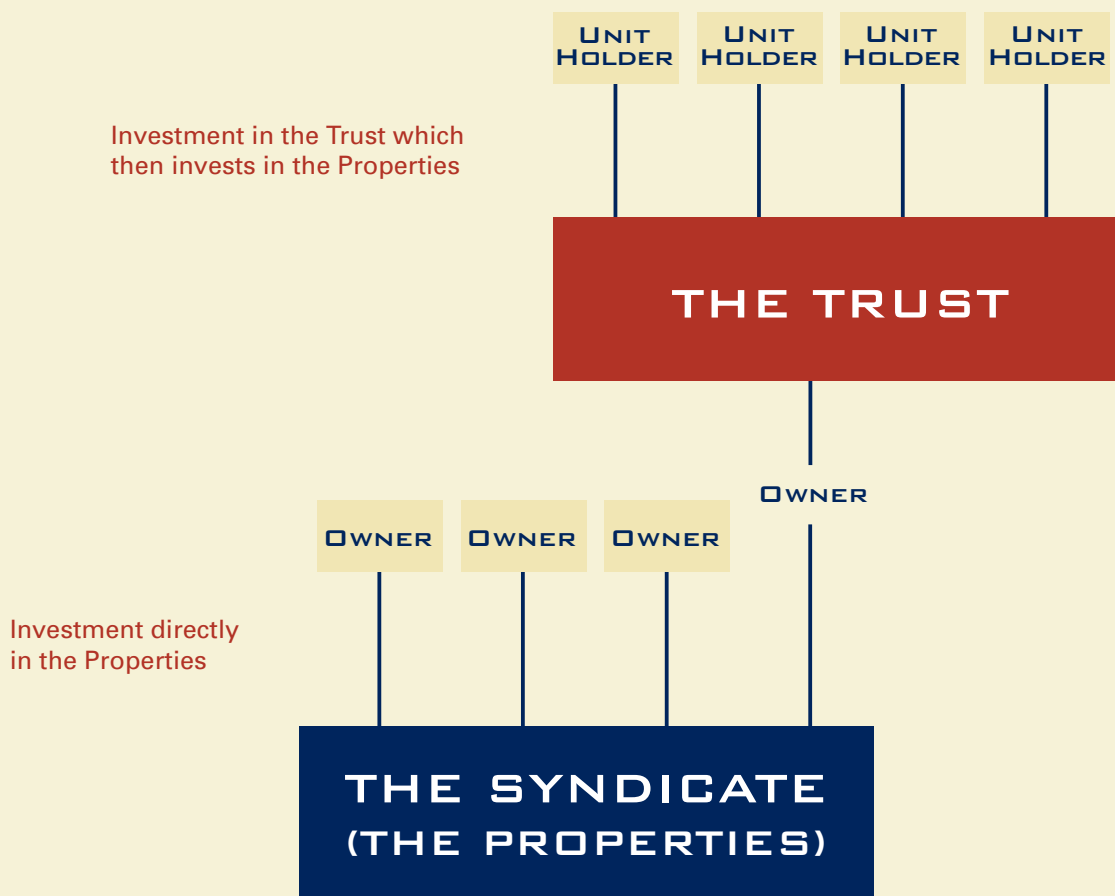 UNIT UNIT UNIT UNIT
HOLDER HOLDER HOLDER HOLDER
Investment in the Trust which
then invests in the Properties
THE TRUST
OWNER
OWNER OWNER OWNER
Investment directly
in the Properties
THE SYNDICATE
(THE PROPERTIES)